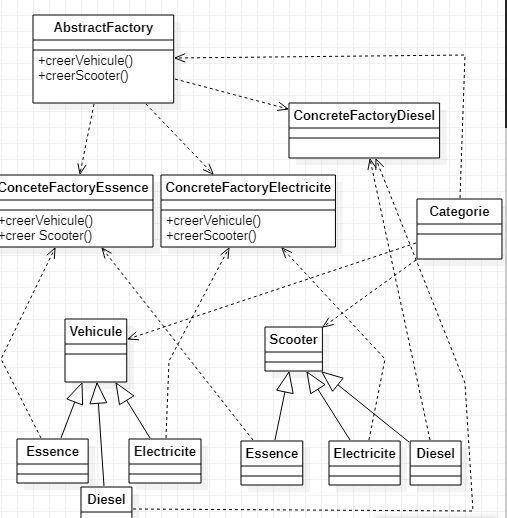 AbstractFactory
+creerVehicule()
+creerScooter()
ConcreteFactoryDiesel
ConceteFactoryEssence
+creerVehicule()
+creer Scooter()
ConcreteFactoryElectricite
+creerVehicule()
+creerScooter()
Categorie
Vehicule
Scooter
Essence
Electricite
Diesel
Essence
Electricite
Diesel